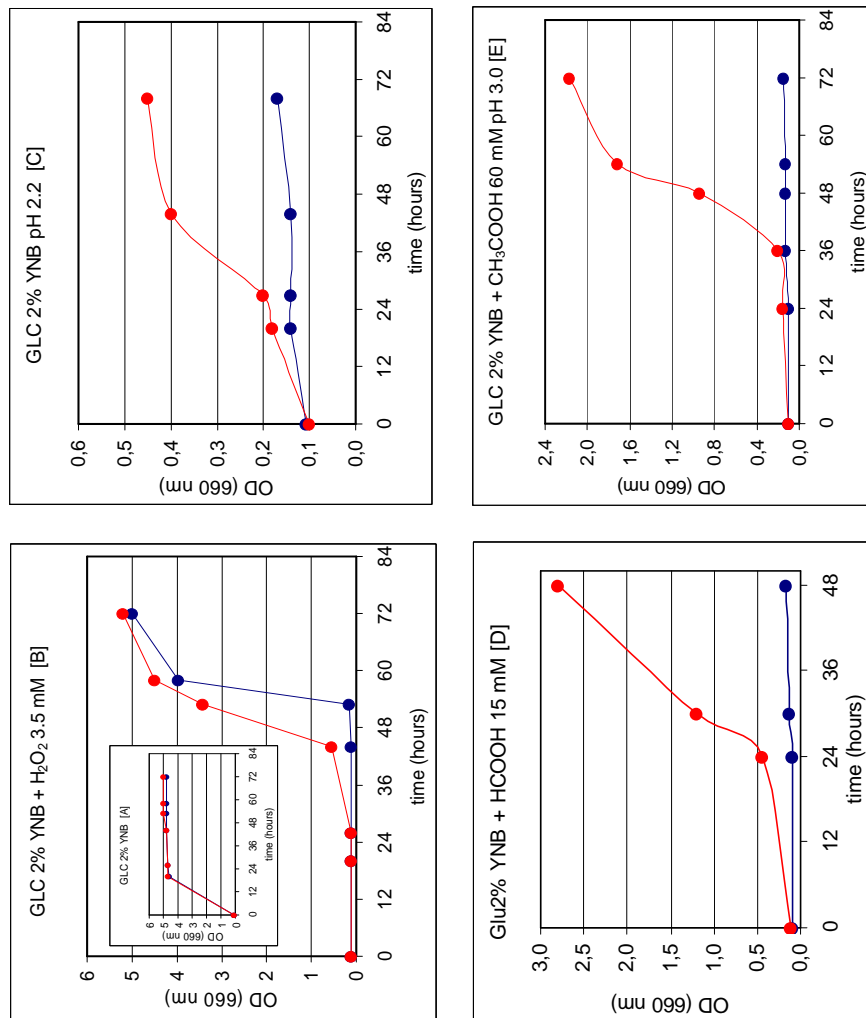 GLC 2% YNB + H₂O₂ 3.5 mM [B]
OD (660 nm)
6
5
4
3
2
1
0
0 12 24 36 48 60 72 84
time (hours)
GLC 2% YNB [A]
OD (660 nm)
6
5
4
3
2
1
0
0 12 24 36 48 60 72 84
time (hours)
GLC 2% YNB pH 2.2 [C]
OD (660 nm)
0,6
0,5
0,4
0,3
0,2
0,1
0,0
0 12 24 36 48 60 72 84
time (hours)
Glu2% YNB + HCOOH 15 mM [D]
OD (660 nm)
3,0
2,5
2,0
1,5
1,0
0,5
0,0
0 12 24 36 48
time (hours)
GLC 2% YNB + CH₃COOH 60 mM pH 3.0 [E]
OD (660 nm)
2,4
2,0
1,6
1,2
0,8
0,4
0,0
0 12 24 36 48 60 72 84
time (hours)